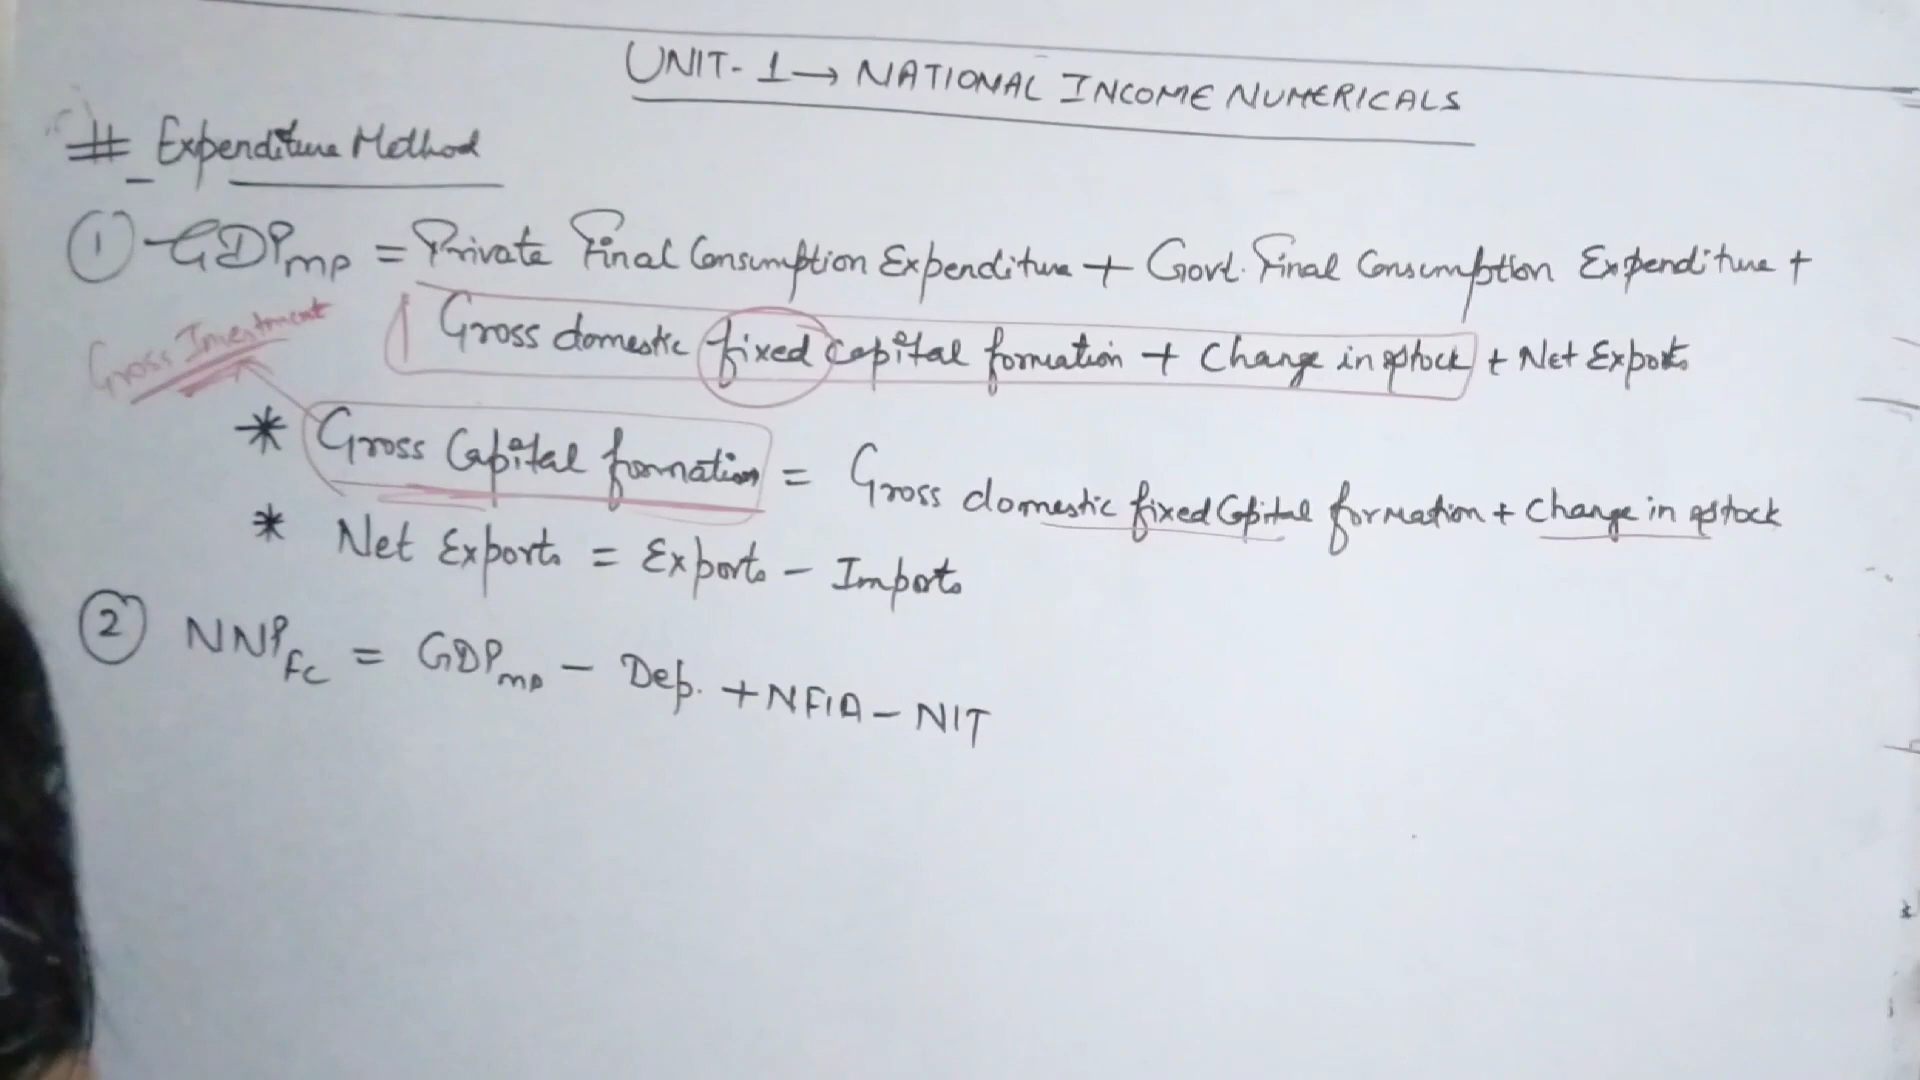 UNIT-1 → NATIONAL INCOME NUMERICALS
# Expenditure Method
① GDPMP = Private Final Consumption Expenditure + Govt. Final Consumption Expenditure +
Gross domestic fixed capital formation + Change in stock + Net Exports
Gross Investment
* Gross Capital formation = Gross domestic fixed Capital formation + Change in stock
* Net Exports = Exports - Imports
② NNPFC = GDPMP - Dep. + NFIA - NIT